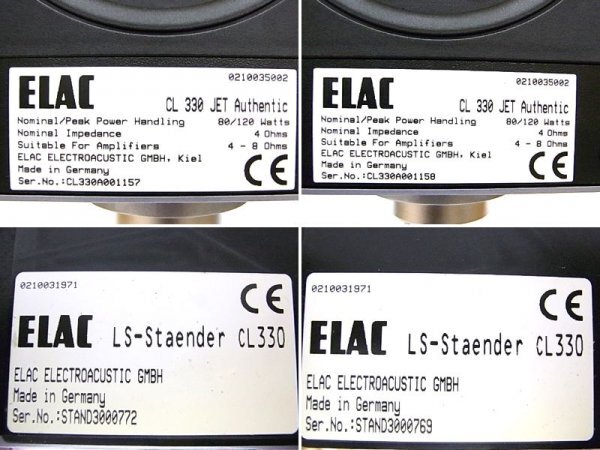 0210035002
ELAC CL 330 JET Authentic
Nominal/Peak Power Handling 80/120 Watts
Nominal Impedance 4 Ohms
Suitable For Amplifiers 4 - 8 Ohms
ELAC ELECTROACUSTIC GMBH, Kiel
Made in Germany
Ser.No.:CL330A001157
CE
0210035002
ELAC CL 330 JET Authentic
Nominal/Peak Power Handling 80/120 Watts
Nominal Impedance 4 Ohms
Suitable For Amplifiers 4 - 8 Ohms
ELAC ELECTROACUSTIC GMBH, Kiel
Made in Germany
Ser.No.:CL330A001158
CE
0210031971
CE
ELAC LS-Staender CL330
ELAC ELECTROACUSTIC GMBH
Made in Germany
Ser.No.:STAND3000772
0210031971
CE
ELAC LS-Staender CL330
ELAC ELECTROACUSTIC GMBH
Made in Germany
Ser.No.:STAND3000769